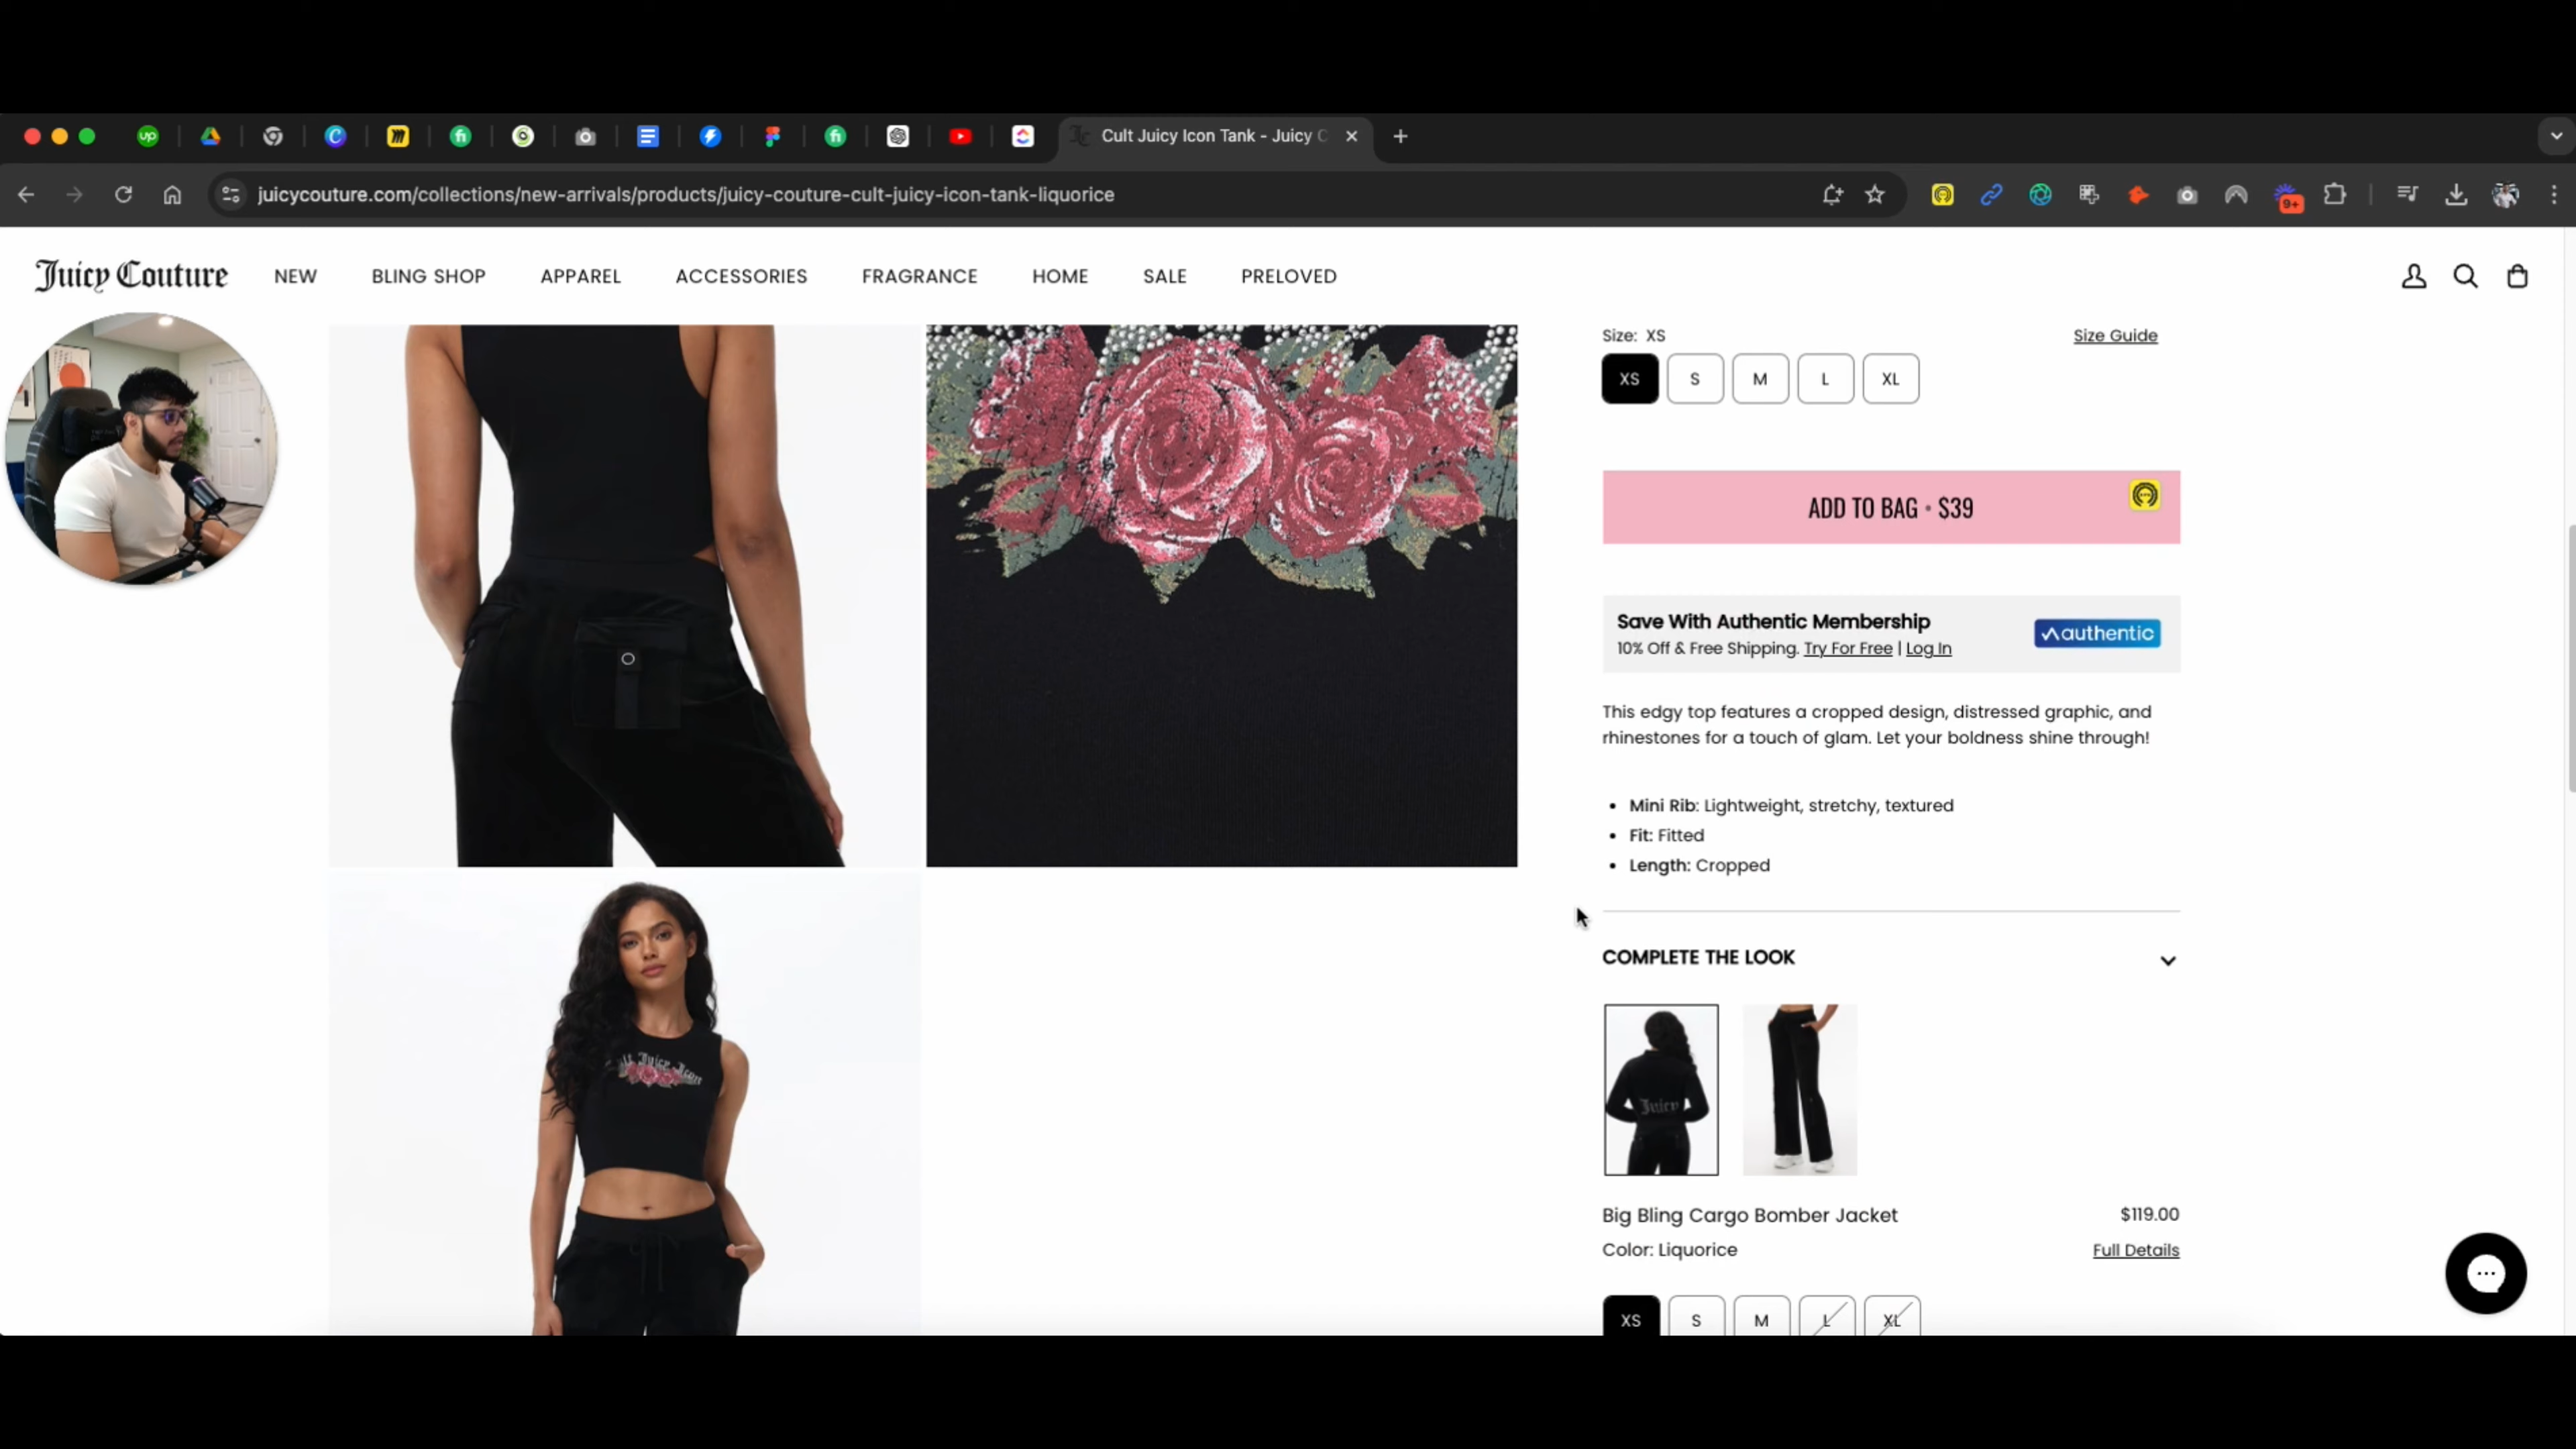 Cult Juicy Icon Tank - Juicy C
juicycouture.com/collections/new-arrivals/products/juicy-couture-cult-juicy-icon-tank-liquorice
9+
Juicy Couture
NEW
BLING SHOP
APPAREL
ACCESSORIES
FRAGRANCE
HOME
SALE
PRELOVED
Size: XS
Size Guide
XS
S
M
L
XL
ADD TO BAG • $39
Save With Authentic Membership
10% Off & Free Shipping. Try For Free | Log In
authentic
This edgy top features a cropped design, distressed graphic, and
rhinestones for a touch of glam. Let your boldness shine through!
• Mini Rib: Lightweight, stretchy, textured
• Fit: Fitted
• Length: Cropped
COMPLETE THE LOOK
Juicy
Juicy Icon
Big Bling Cargo Bomber Jacket
$119.00
Color: Liquorice
Full Details
XS
S
M
L
XL